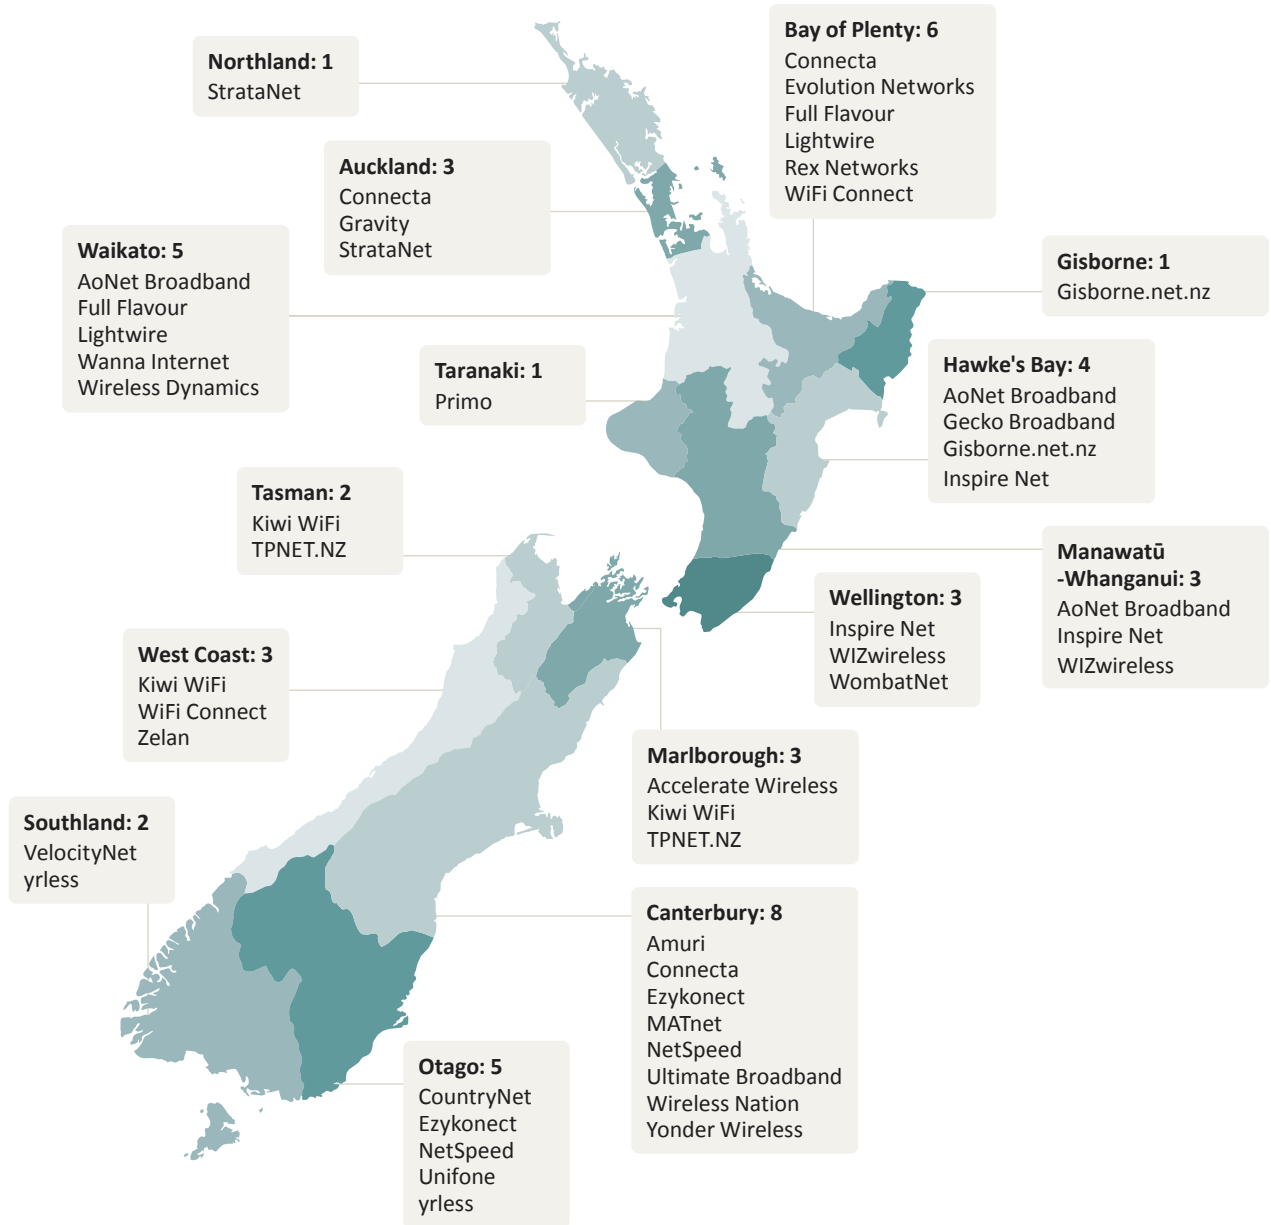 Northland: 1
StrataNet
Auckland: 3
Connecta
Gravity
StrataNet
Waikato: 5
AoNet Broadband
Full Flavour
Lightwire
Wanna Internet
Wireless Dynamics
Taranaki: 1
Primo
Bay of Plenty: 6
Connecta
Evolution Networks
Full Flavour
Lightwire
Rex Networks
WiFi Connect
Gisborne: 1
Gisborne.net.nz
Hawke's Bay: 4
AoNet Broadband
Gecko Broadband
Gisborne.net.nz
Inspire Net
Manawatū
-Whanganui: 3
AoNet Broadband
Inspire Net
WIZwireless
Wellington: 3
Inspire Net
WIZwireless
WombatNet
Tasman: 2
Kiwi WiFi
TPNET.NZ
West Coast: 3
Kiwi WiFi
WiFi Connect
Zelan
Marlborough: 3
Accelerate Wireless
Kiwi WiFi
TPNET.NZ
Southland: 2
VelocityNet
yrless
Canterbury: 8
Amuri
Connecta
Ezykonect
MATnet
NetSpeed
Ultimate Broadband
Wireless Nation
Yonder Wireless
Otago: 5
CountryNet
Ezykonect
NetSpeed
Unifone
yrless